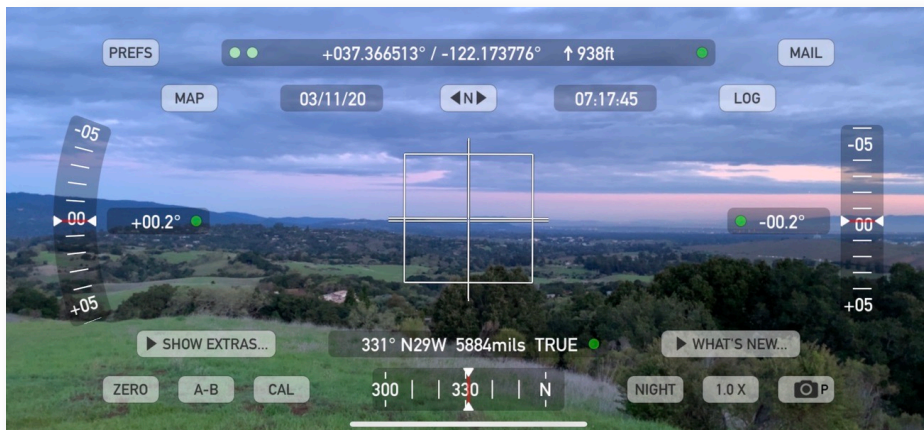 PREFS +037.366513° / -122.173776° ↑ 938ft MAIL
MAP 03/11/20 ◀N▶ 07:17:45 LOG
-05 -05
00 +00.2° -00.2° 00
+05 +05
▶ SHOW EXTRAS... 331° N29W 5884mils TRUE ▶ WHAT'S NEW...
ZERO A-B CAL 300 | | 330 | | N NIGHT 1.0 X P